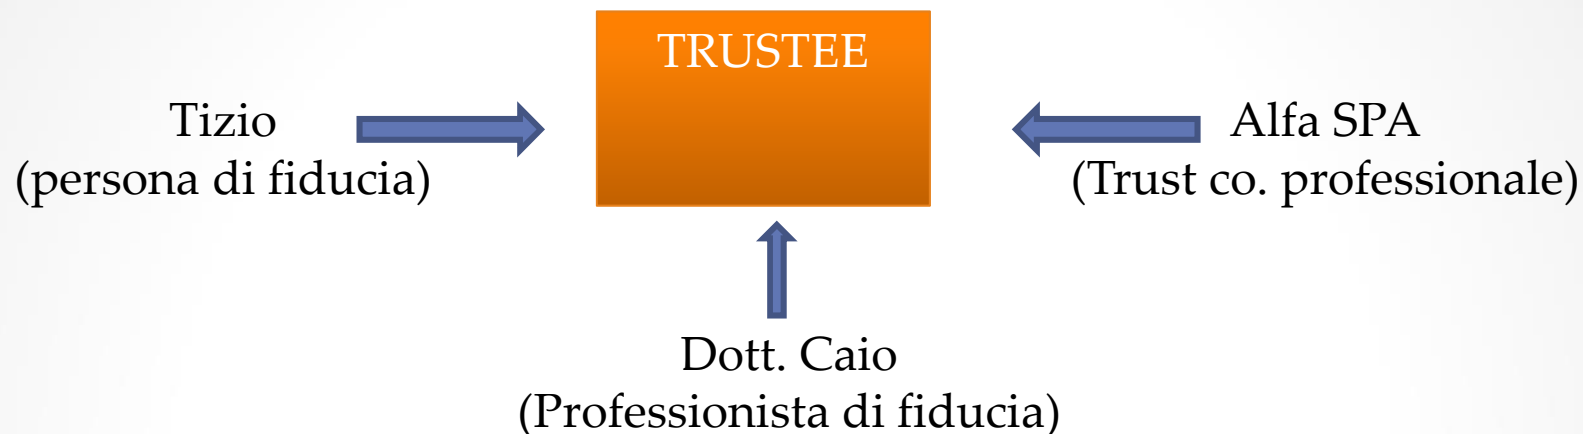 TRUSTEE
Tizio
(persona di fiducia)
Alfa SPA
(Trust co. professionale)
Dott. Caio
(Professionista di fiducia)